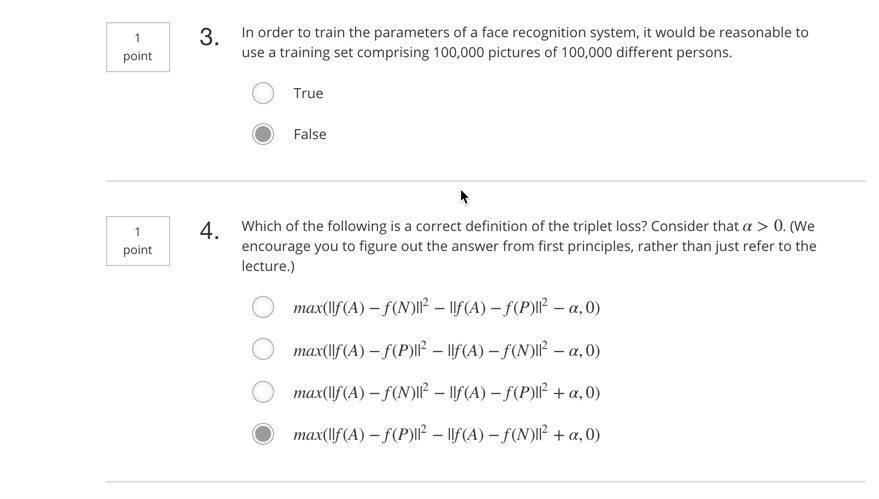 1
point
3.
In order to train the parameters of a face recognition system, it would be reasonable to
use a training set comprising 100,000 pictures of 100,000 different persons.
True
False
1
point
4.
Which of the following is a correct definition of the triplet loss? Consider that α > 0. (We
encourage you to figure out the answer from first principles, rather than just refer to the
lecture.)
max(||f(A) − f(N)||² − ||f(A) − f(P)||² − α, 0)
max(||f(A) − f(P)||² − ||f(A) − f(N)||² − α, 0)
max(||f(A) − f(N)||² − ||f(A) − f(P)||² + α, 0)
max(||f(A) − f(P)||² − ||f(A) − f(N)||² + α, 0)